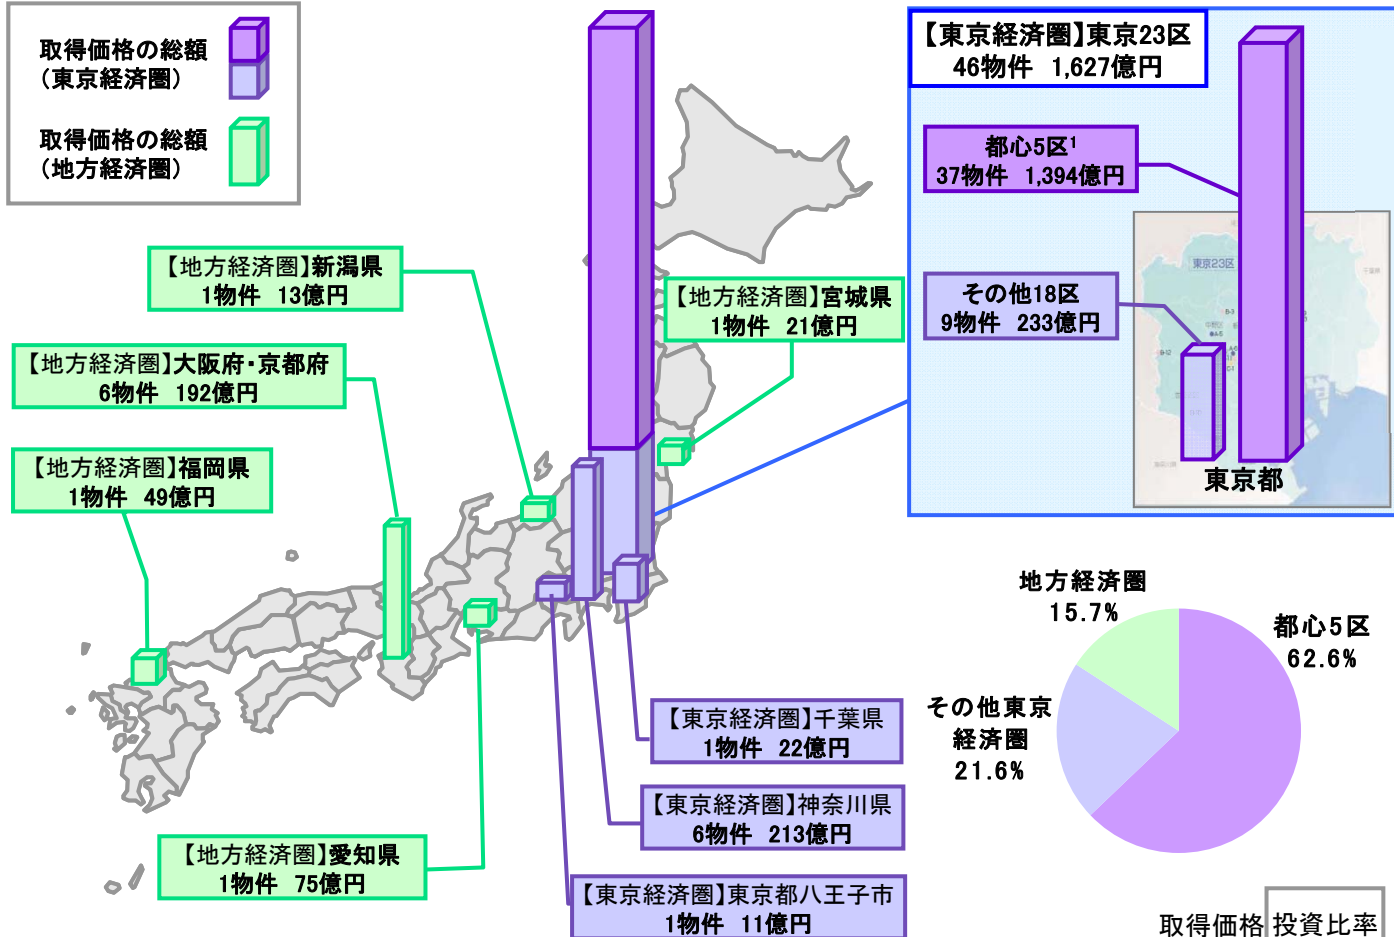 取得価格の総額
（東京経済圏）
取得価格の総額
（地方経済圏）
【東京経済圏】東京23区
46物件 1,627億円
都心5区1
37物件 1,394億円
その他18区
9物件 233億円
東京23区
東京都
【地方経済圏】新潟県
1物件 13億円
【地方経済圏】宮城県
1物件 21億円
【地方経済圏】大阪府・京都府
6物件 192億円
【地方経済圏】福岡県
1物件 49億円
【東京経済圏】千葉県
1物件 22億円
【東京経済圏】神奈川県
6物件 213億円
【地方経済圏】愛知県
1物件 75億円
【東京経済圏】東京都八王子市
1物件 11億円
地方経済圏
15.7%
都心5区
62.6%
その他東京
経済圏
21.6%
取得価格 投資比率